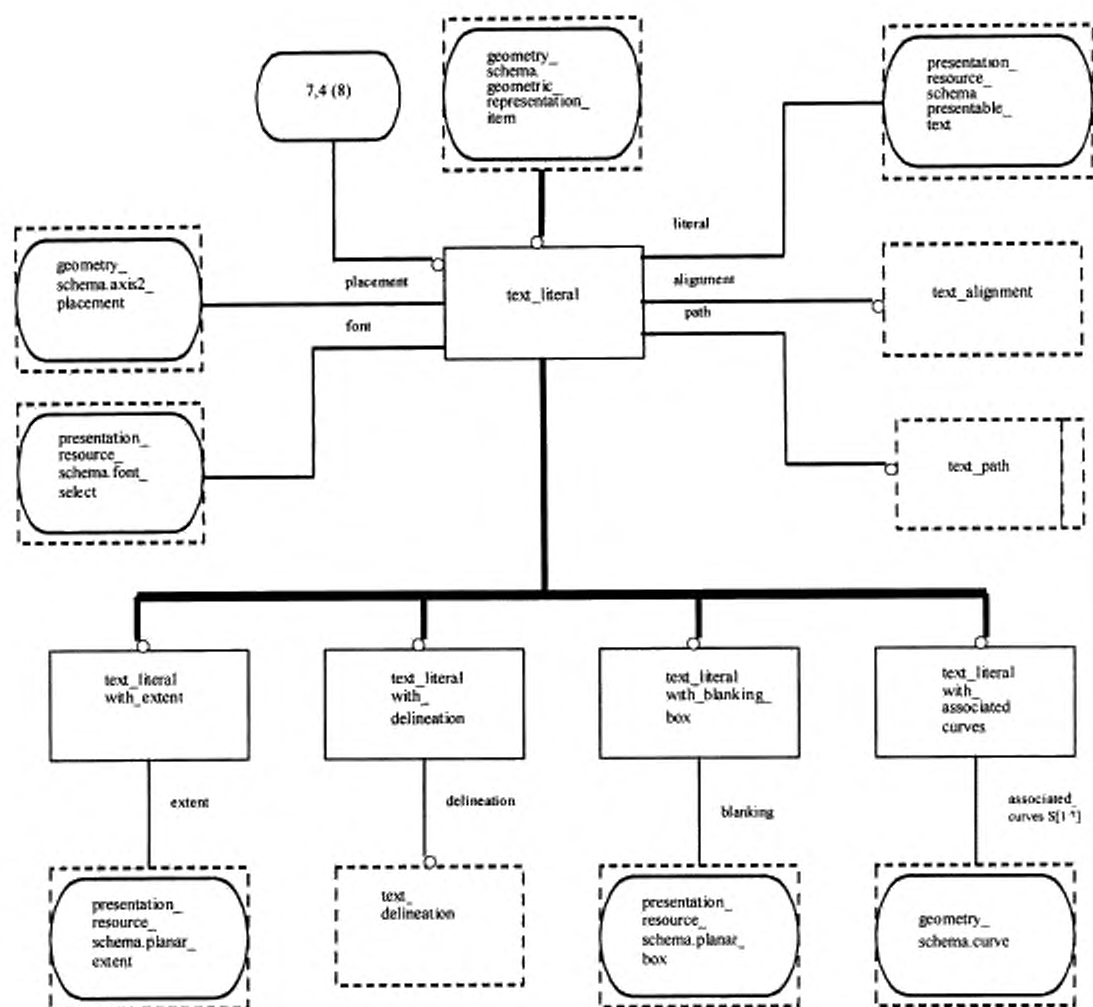 7,4 (8)
geometry_
schema.
geometric_
representation_
item
presentation_
resource_
schema
presentable_
text
literal
geometry_
schema.axis2_
placement
placement
text_literal
alignment
text_alignment
font
path
presentation_
resource_
schema.font_
select
text_path
text_literal
with_extent
text_literal
with_
delineation
text_literal
with_blanking_
box
text_literal
with_
associated
curves
extent
delineation
blanking
associated_
curves
presentation_
resource_
schema.planar_
extent
text_
delineation
presentation_
resource_
schema.planar_
box
geometry_
schema.curve